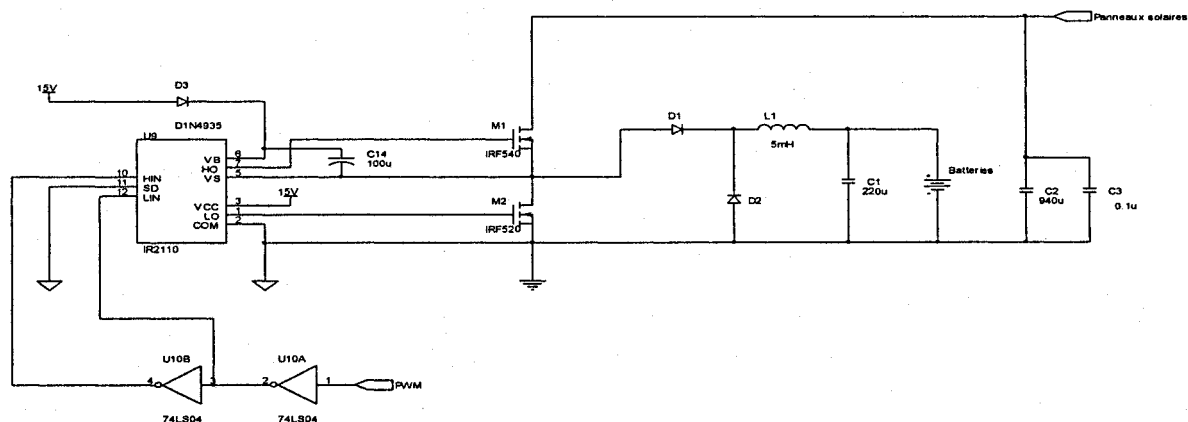 Panneaux solaires
D3
15V
D1N4935
U9
M1
D1
L1
IRF540
5mH
C14
100u
VB
HO
VS
6
7
5
10
11
12
HIN
SD
LIN
15V
VCC
LO
COM
3
1
2
IR2110
M2
IRF520
D2
C1
220u
Batteries
C2
940u
C3
0.1u
U10B
U10A
4
3
2
1
PWM
74LS04
74LS04